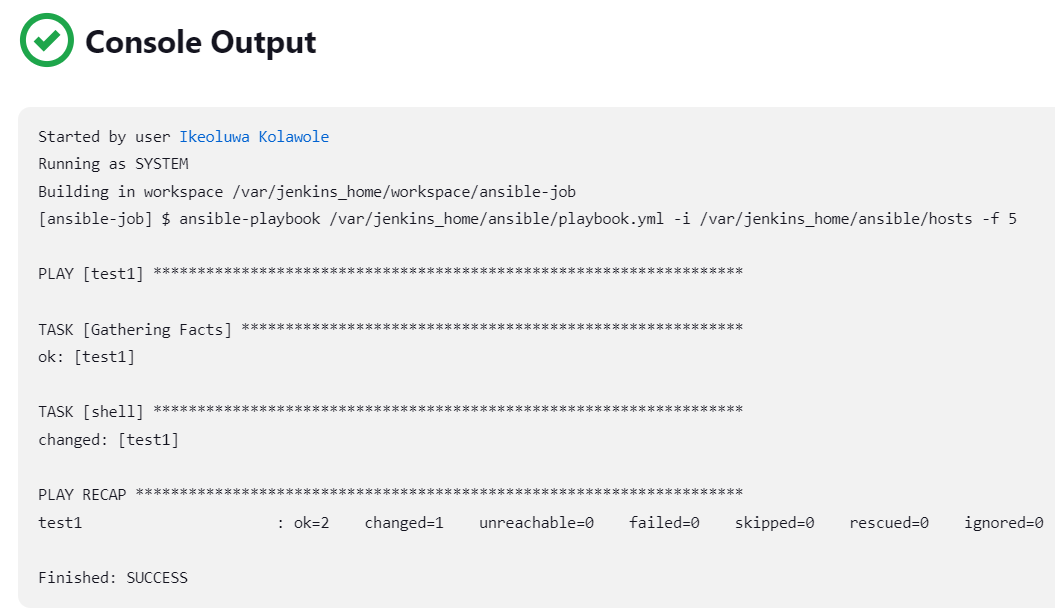 Console Output
Started by user Ikeoluwa Kolawole
Running as SYSTEM
Building in workspace /var/jenkins_home/workspace/ansible-job
[ansible-job] $ ansible-playbook /var/jenkins_home/ansible/playbook.yml -i /var/jenkins_home/ansible/hosts -f 5
PLAY [test1] *******************************************************************
TASK [Gathering Facts] *********************************************************
ok: [test1]
TASK [shell] *******************************************************************
changed: [test1]
PLAY RECAP *********************************************************************
test1                      : ok=2    changed=1    unreachable=0    failed=0    skipped=0    rescued=0    ignored=0
Finished: SUCCESS